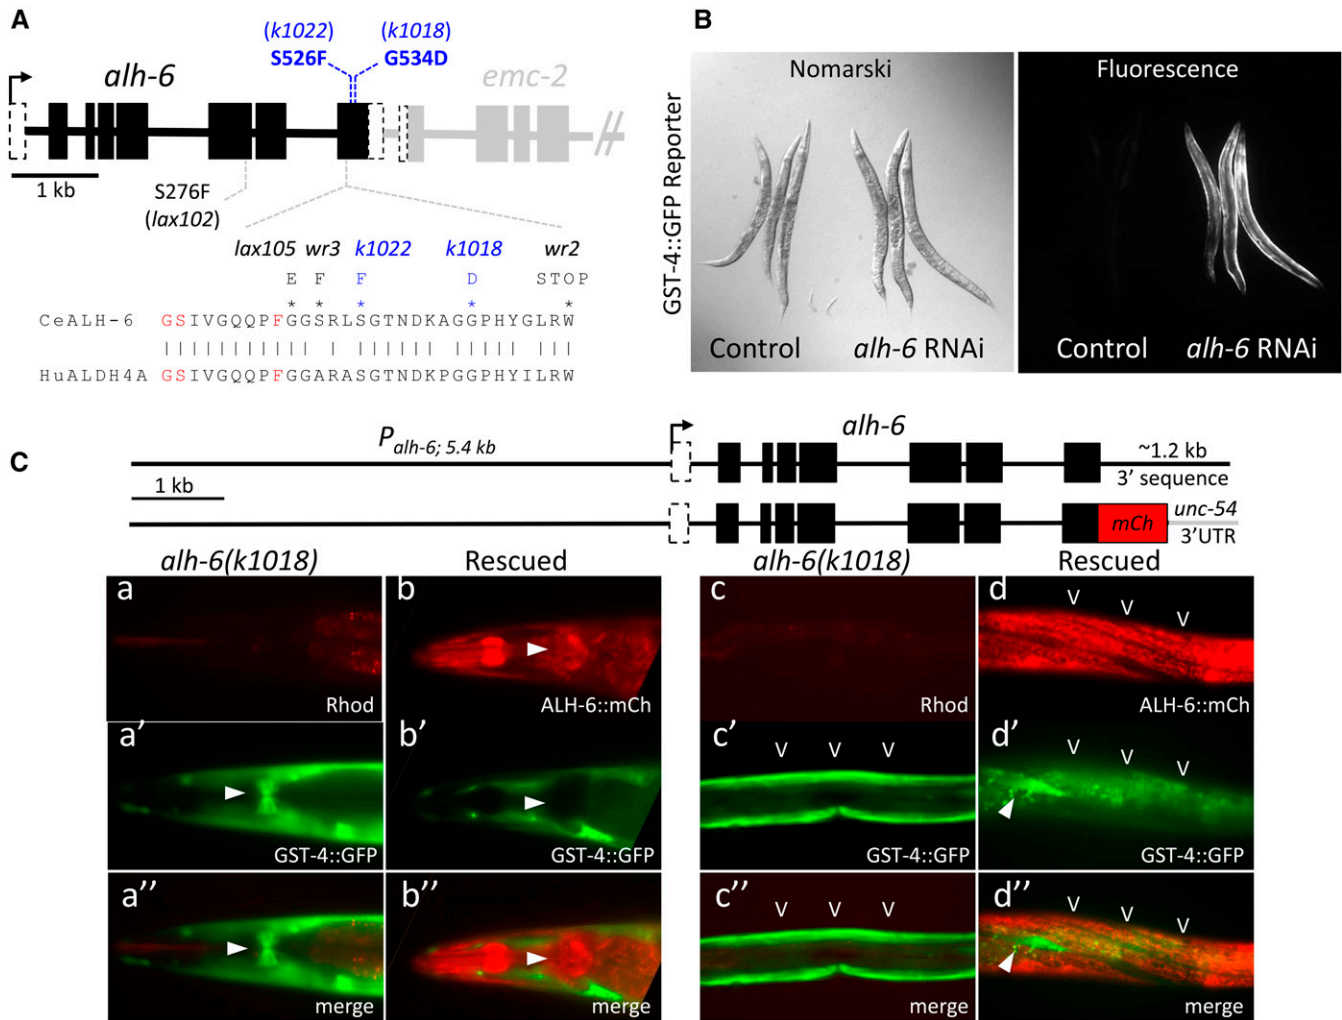 A
(k1022) (k1018)
S526F G534D
alh-6 emc-2
1 kb
S276F
(lax102)
lax105 wr3 k1022 k1018 wr2
E F F D STOP
* * * * *
CeALH-6 GSIVGQQPFGGSRLSGTNDKAGGPHYGLRW
HuALDH4A GSIVGQQPFGGARASGTNDKPGGPHYILRW
B
GST-4::GFP Reporter
Nomarski Fluorescence
Control alh-6 RNAi Control alh-6 RNAi
C
Palh-6; 5.4 kb alh-6
~1.2 kb
3' sequence
1 kb
mCh unc-54
3'UTR
alh-6(k1018) Rescued alh-6(k1018) Rescued
a b c d
V V V
Rhod ALH-6::mCh Rhod ALH-6::mCh
a' b' c' d'
V V V V V V
GST-4::GFP GST-4::GFP GST-4::GFP GST-4::GFP
a'' b'' c'' d''
V V V V V V
merge merge merge merge